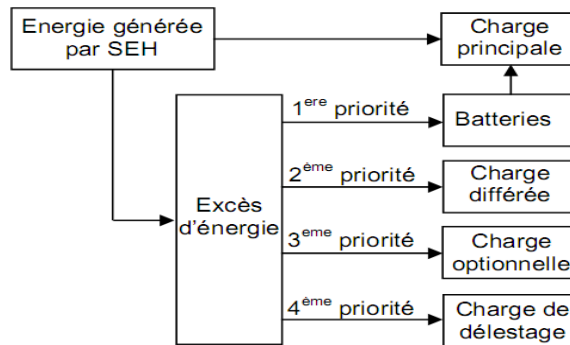 Energie générée
par SEH
Charge
principale
1ere priorité
Batteries
2ème priorité
Charge
différée
Excès
d'énergie
3eme priorité
Charge
optionnelle
4ème priorité
Charge de
délestage